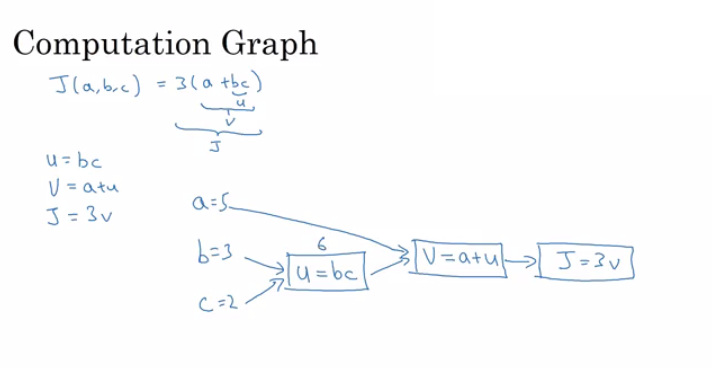 Computation Graph
J(a,b,c) = 3(a+bc)
u
v
J
u = bc
V = a+u
J = 3v
a=5
b=3
c=2
6
u=bc
V=a+u
J=3v